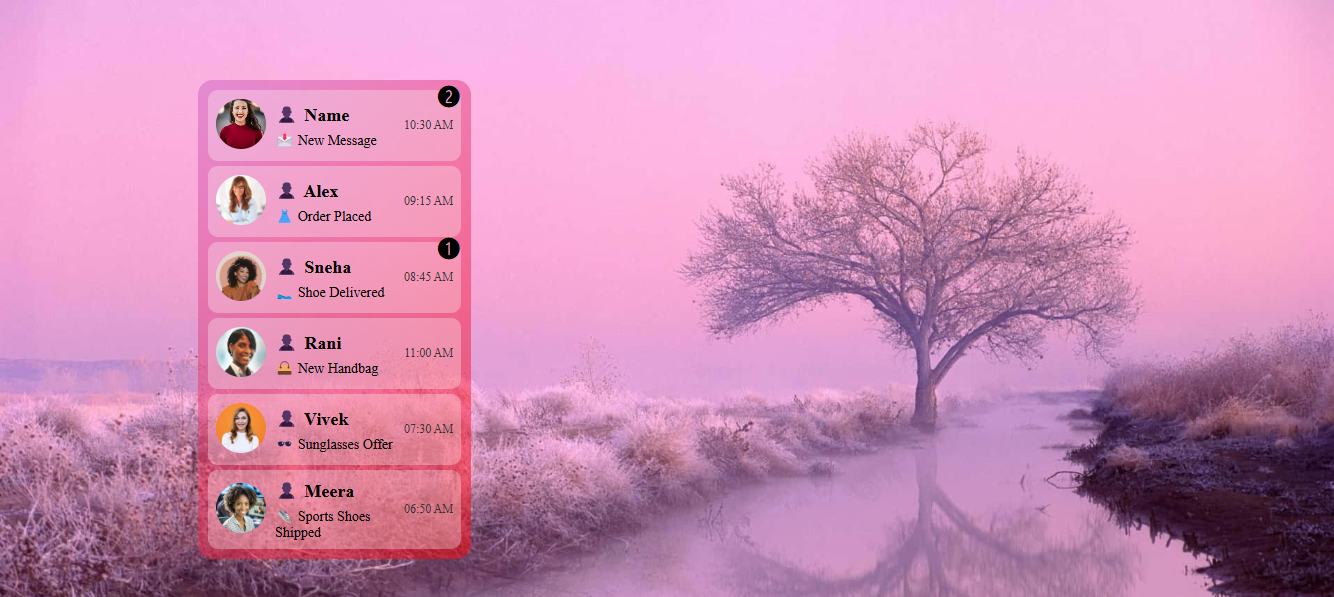 2
👤 Name
10:30 AM
📩 New Message
👤 Alex
09:15 AM
👗 Order Placed
1
👤 Sneha
08:45 AM
👟 Shoe Delivered
👤 Rani
11:00 AM
👜 New Handbag
👤 Vivek
07:30 AM
🕶 Sunglasses Offer
👤 Meera
06:50 AM
👟 Sports Shoes
Shipped